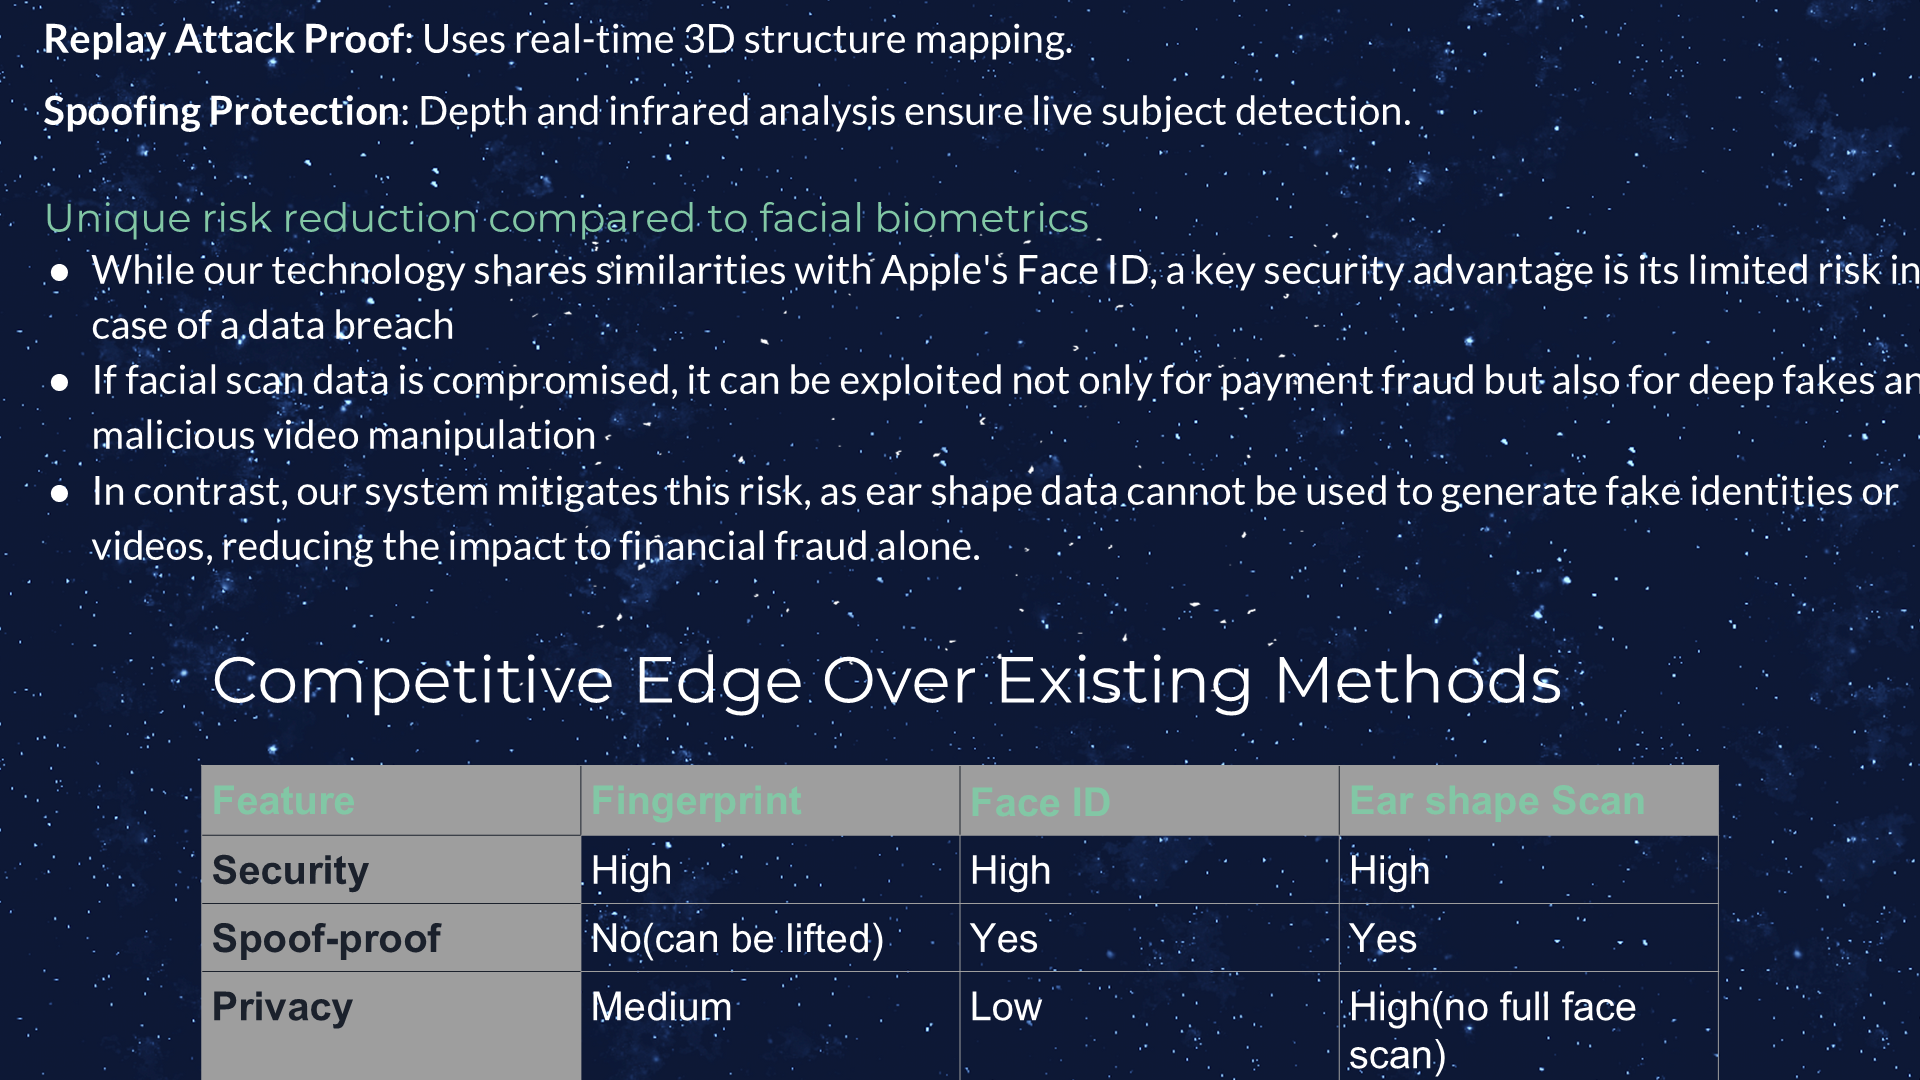 Replay Attack Proof: Uses real-time 3D structure mapping.
Spoofing Protection: Depth and infrared analysis ensure live subject detection.
Unique risk reduction compared to facial biometrics
● While our technology shares similarities with Apple's Face ID, a key security advantage is its limited risk in
case of a data breach
● If facial scan data is compromised, it can be exploited not only for payment fraud but also for deep fakes an
malicious video manipulation
● In contrast, our system mitigates this risk, as ear shape data cannot be used to generate fake identities or
videos, reducing the impact to financial fraud alone.
Competitive Edge Over Existing Methods
Feature Fingerprint Face ID Ear shape Scan
Security High High High
Spoof-proof No(can be lifted) Yes Yes
Privacy Medium Low High(no full face
scan)